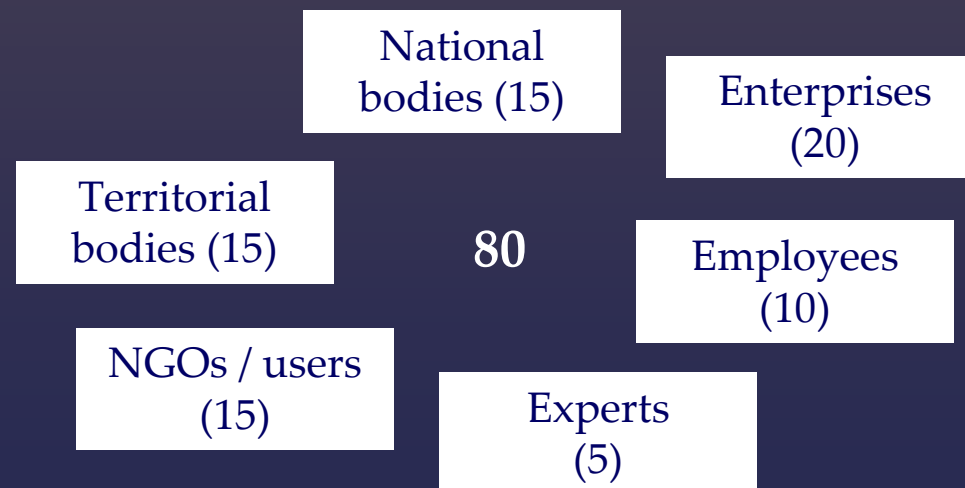 National
bodies (15)
Enterprises
(20)
Territorial
bodies (15)
80
Employees
(10)
NGOs / users
(15)
Experts
(5)